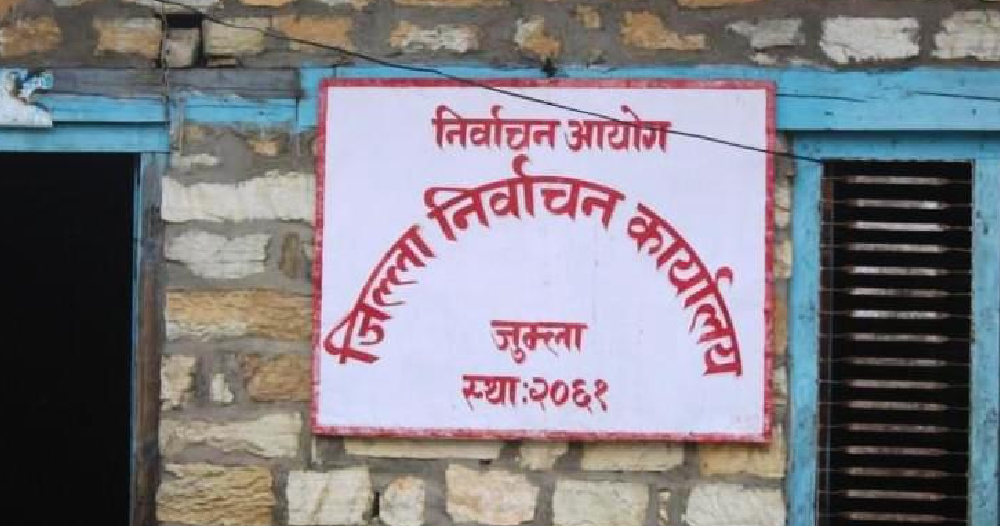 निर्वाचन आयोग
जिल्ला निर्वाचन कार्यालय
जुम्ला
स्था:२०६१